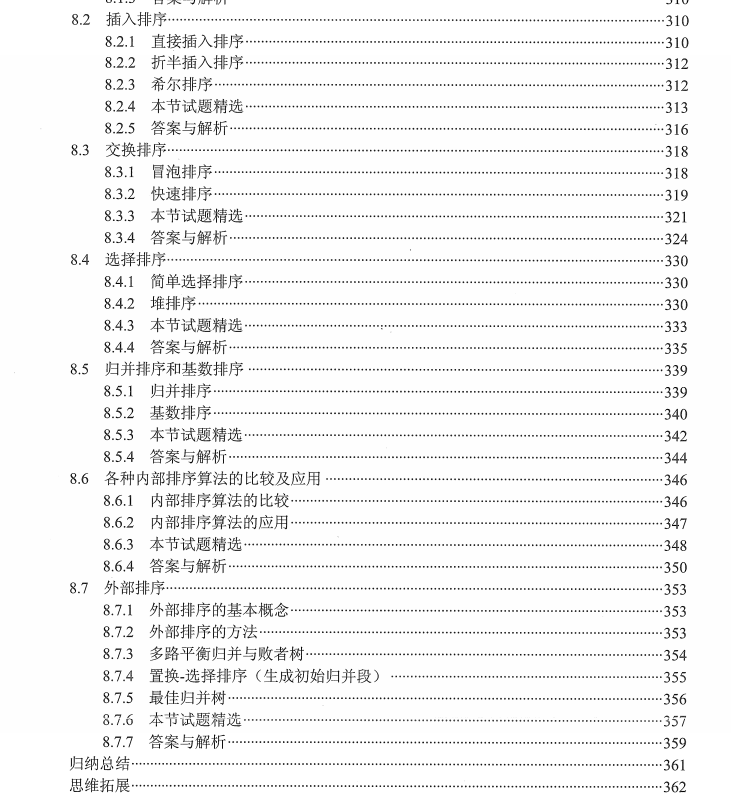 8.2 插入排序 310
8.2.1 直接插入排序 310
8.2.2 折半插入排序 312
8.2.3 希尔排序 312
8.2.4 本节试题精选 313
8.2.5 答案与解析 316
8.3 交换排序 318
8.3.1 冒泡排序 318
8.3.2 快速排序 319
8.3.3 本节试题精选 321
8.3.4 答案与解析 324
8.4 选择排序 330
8.4.1 简单选择排序 330
8.4.2 堆排序 330
8.4.3 本节试题精选 333
8.4.4 答案与解析 335
8.5 归并排序和基数排序 339
8.5.1 归并排序 339
8.5.2 基数排序 340
8.5.3 本节试题精选 342
8.5.4 答案与解析 344
8.6 各种内部排序算法的比较及应用 346
8.6.1 内部排序算法的比较 346
8.6.2 内部排序算法的应用 347
8.6.3 本节试题精选 348
8.6.4 答案与解析 350
8.7 外部排序 353
8.7.1 外部排序的基本概念 353
8.7.2 外部排序的方法 353
8.7.3 多路平衡归并与败者树 354
8.7.4 置换-选择排序（生成初始归并段） 355
8.7.5 最佳归并树 356
8.7.6 本节试题精选 357
8.7.7 答案与解析 359
归纳总结 361
思维拓展 362